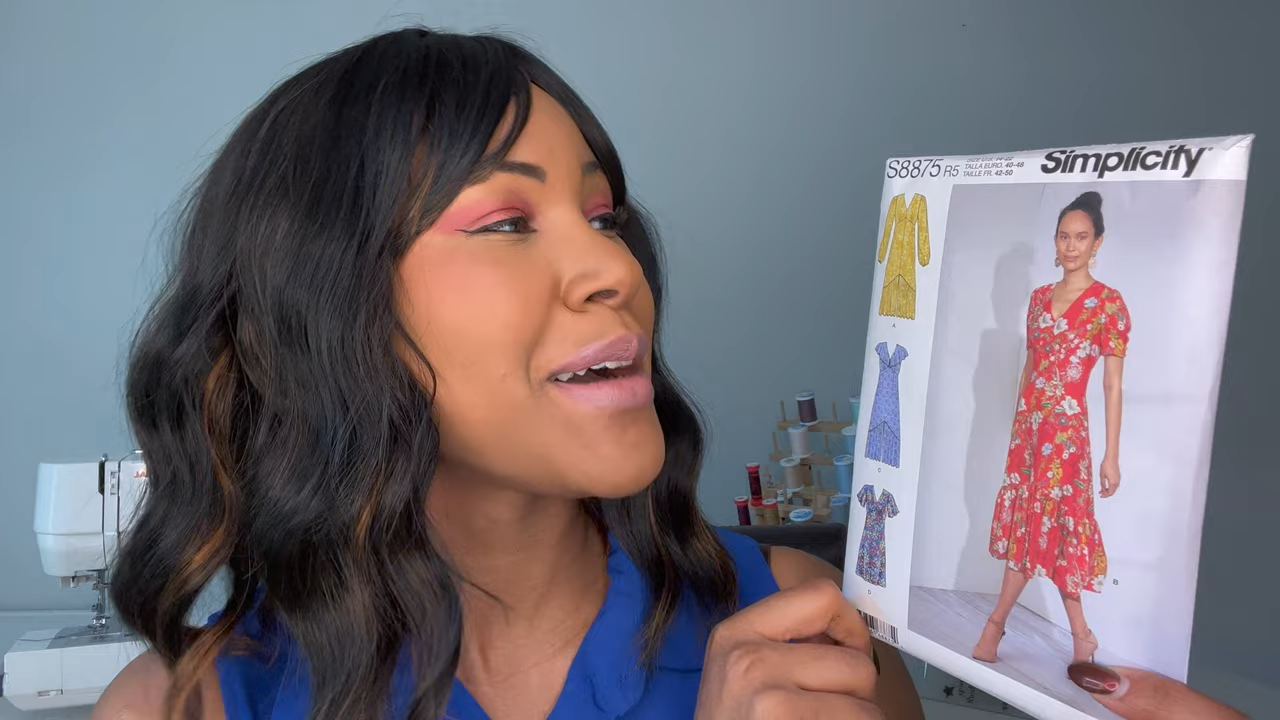 S8875 R5
TALLA EURO. 40-48
TAILLE FR. 42-50
Simplicity
A
B
D